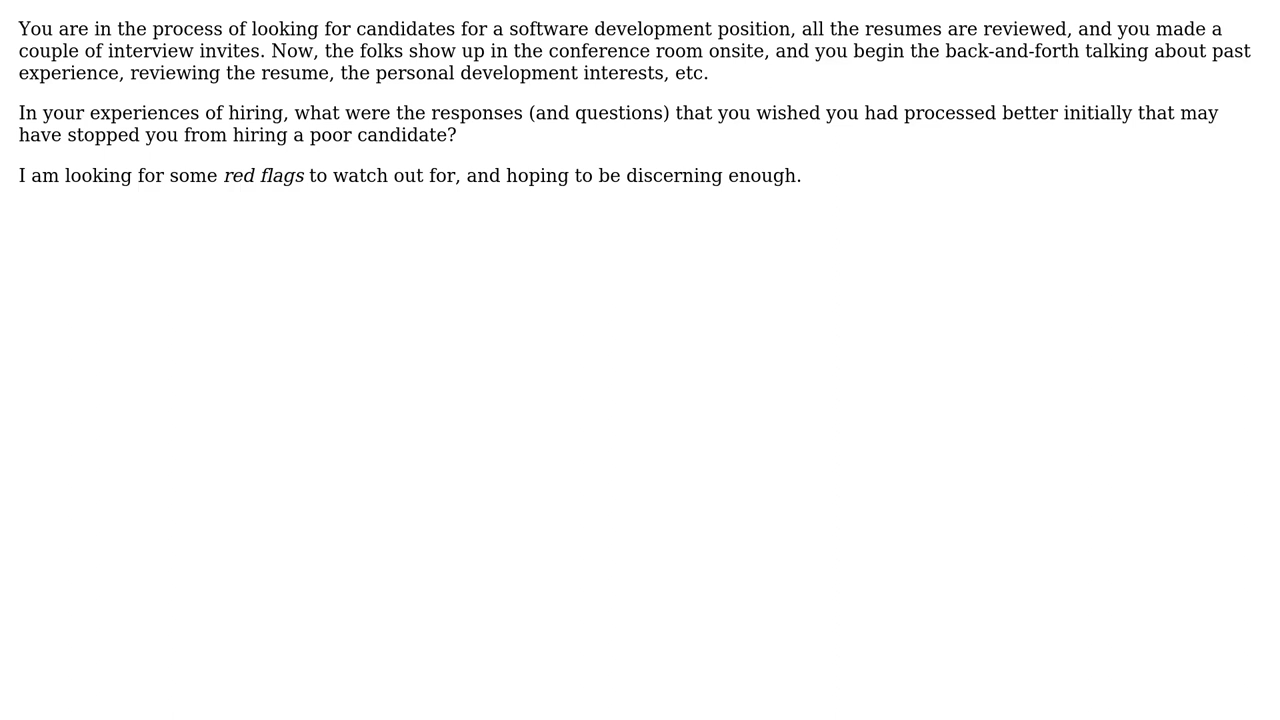 You are in the process of looking for candidates for a software development position, all the resumes are reviewed, and you made a
couple of interview invites. Now, the folks show up in the conference room onsite, and you begin the back-and-forth talking about past
experience, reviewing the resume, the personal development interests, etc.
In your experiences of hiring, what were the responses (and questions) that you wished you had processed better initially that may
have stopped you from hiring a poor candidate?
I am looking for some red flags to watch out for, and hoping to be discerning enough.